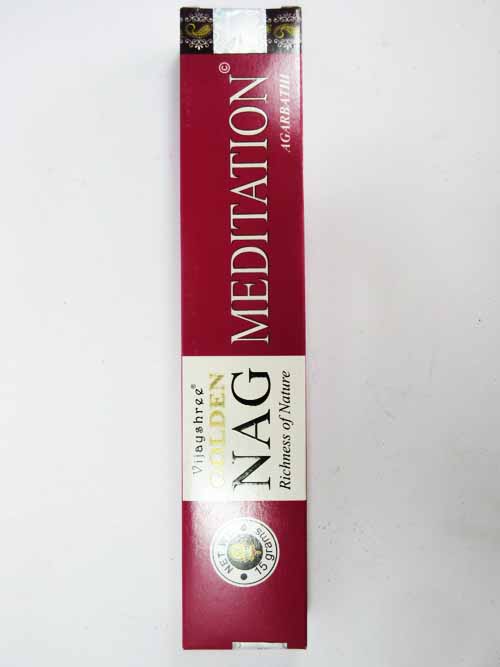 Vijayshree®
GOLDEN
NAG
Richness of Nature
MEDITATION©
AGARBATHI
NET
15 grams